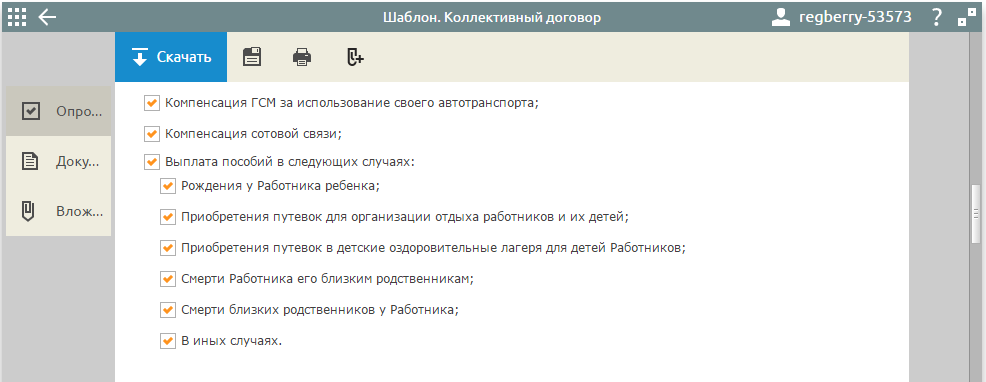 Шаблон. Коллективный договор
regberry-53573
?
Скачать
Опро...
Доку...
Влож...
Компенсация ГСМ за использование своего автотранспорта;
Компенсация сотовой связи;
Выплата пособий в следующих случаях:
Рождения у Работника ребенка;
Приобретения путевок для организации отдыха работников и их детей;
Приобретения путевок в детские оздоровительные лагеря для детей Работников;
Смерти Работника его близким родственникам;
Смерти близких родственников у Работника;
В иных случаях.